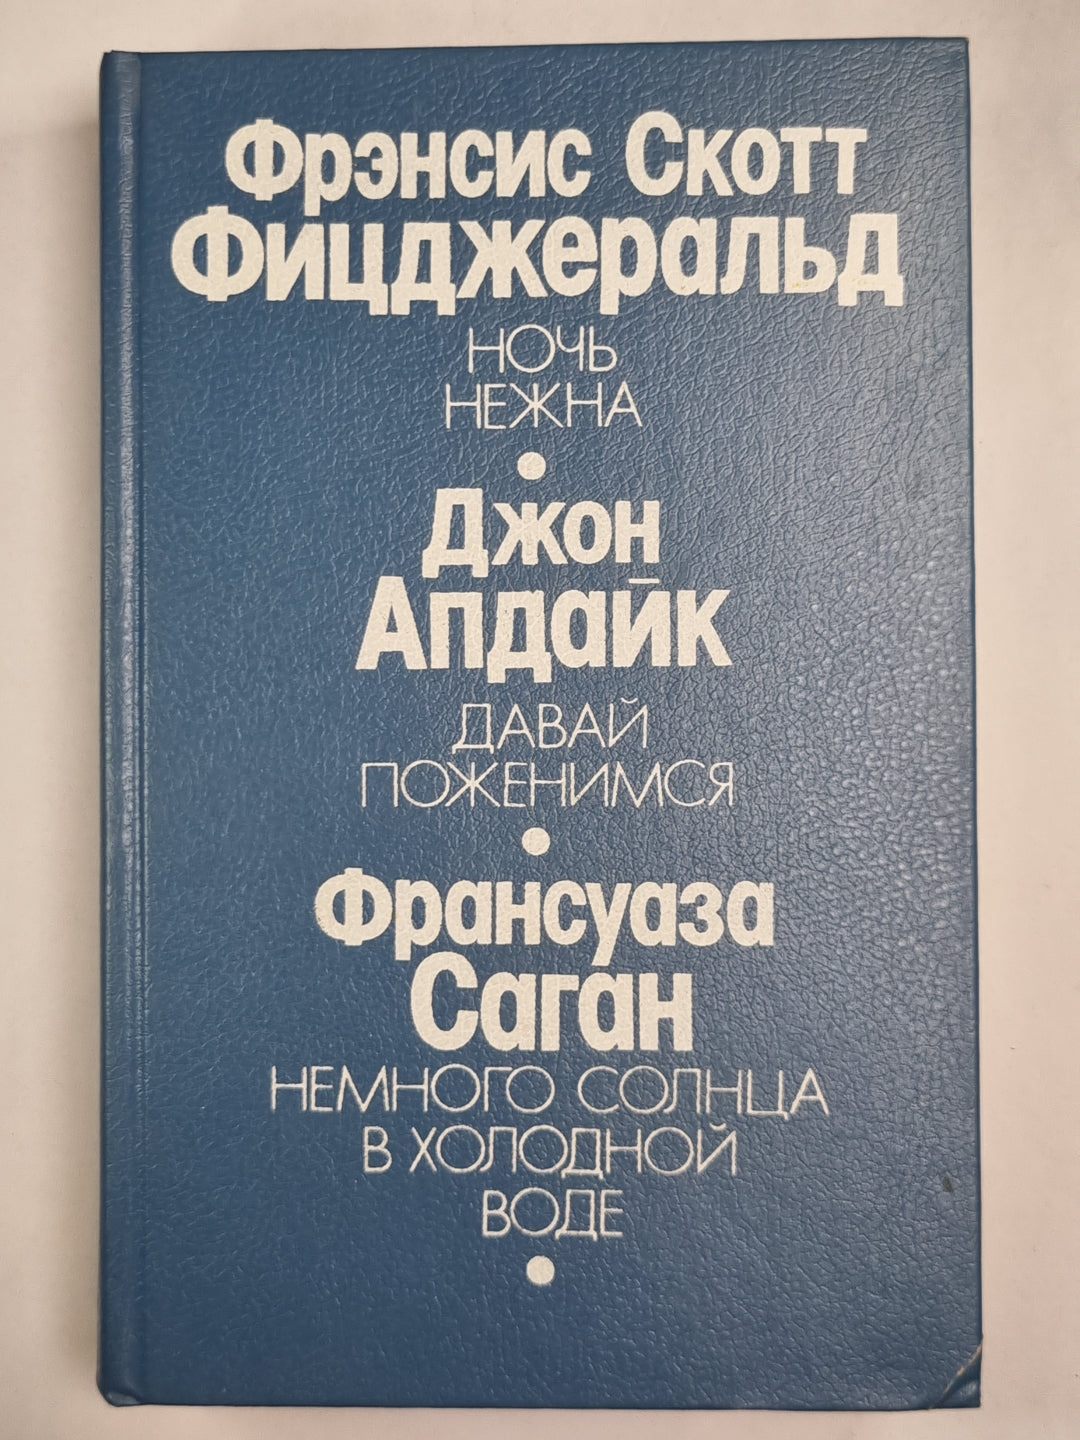 Фрэнсис Скотт
Фицджеральд
НОЧЬ
НЕЖНА
Джон
Апдайк
ДАВАЙ
ПОЖЕНИМСЯ
Франсуаза
Саган
НЕМНОГО СОЛНЦА
В ХОЛОДНОЙ
ВОДЕ